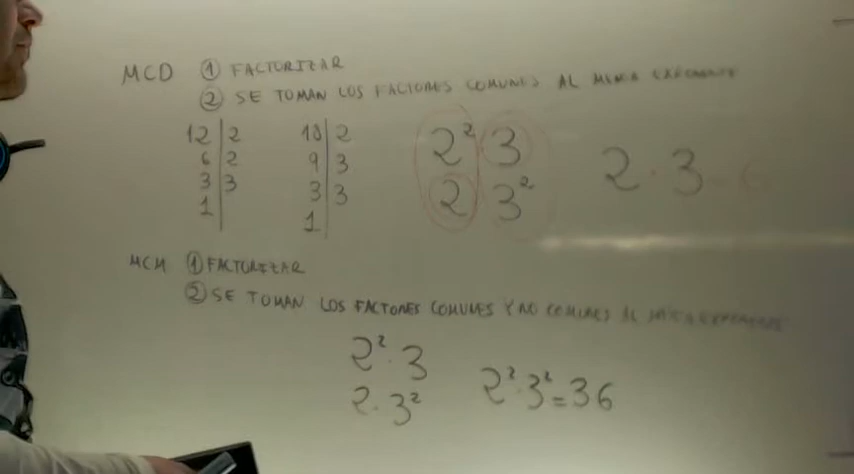 MCD ① FACTORIZAR
② SE TOMAN LOS FACTORES COMUNES AL MENOR EXPONENTE
12 | 2 18 | 2
6 | 2 9 | 3
3 | 3 3 | 3
1 | 1 |
2² 3
2 3²
2 · 3 = 6
MCM ① FACTORIZAR
② SE TOMAN LOS FACTORES COMUNES Y NO COMUNES AL EXPONENTE
2² · 3
2 · 3²
2² · 3² = 36